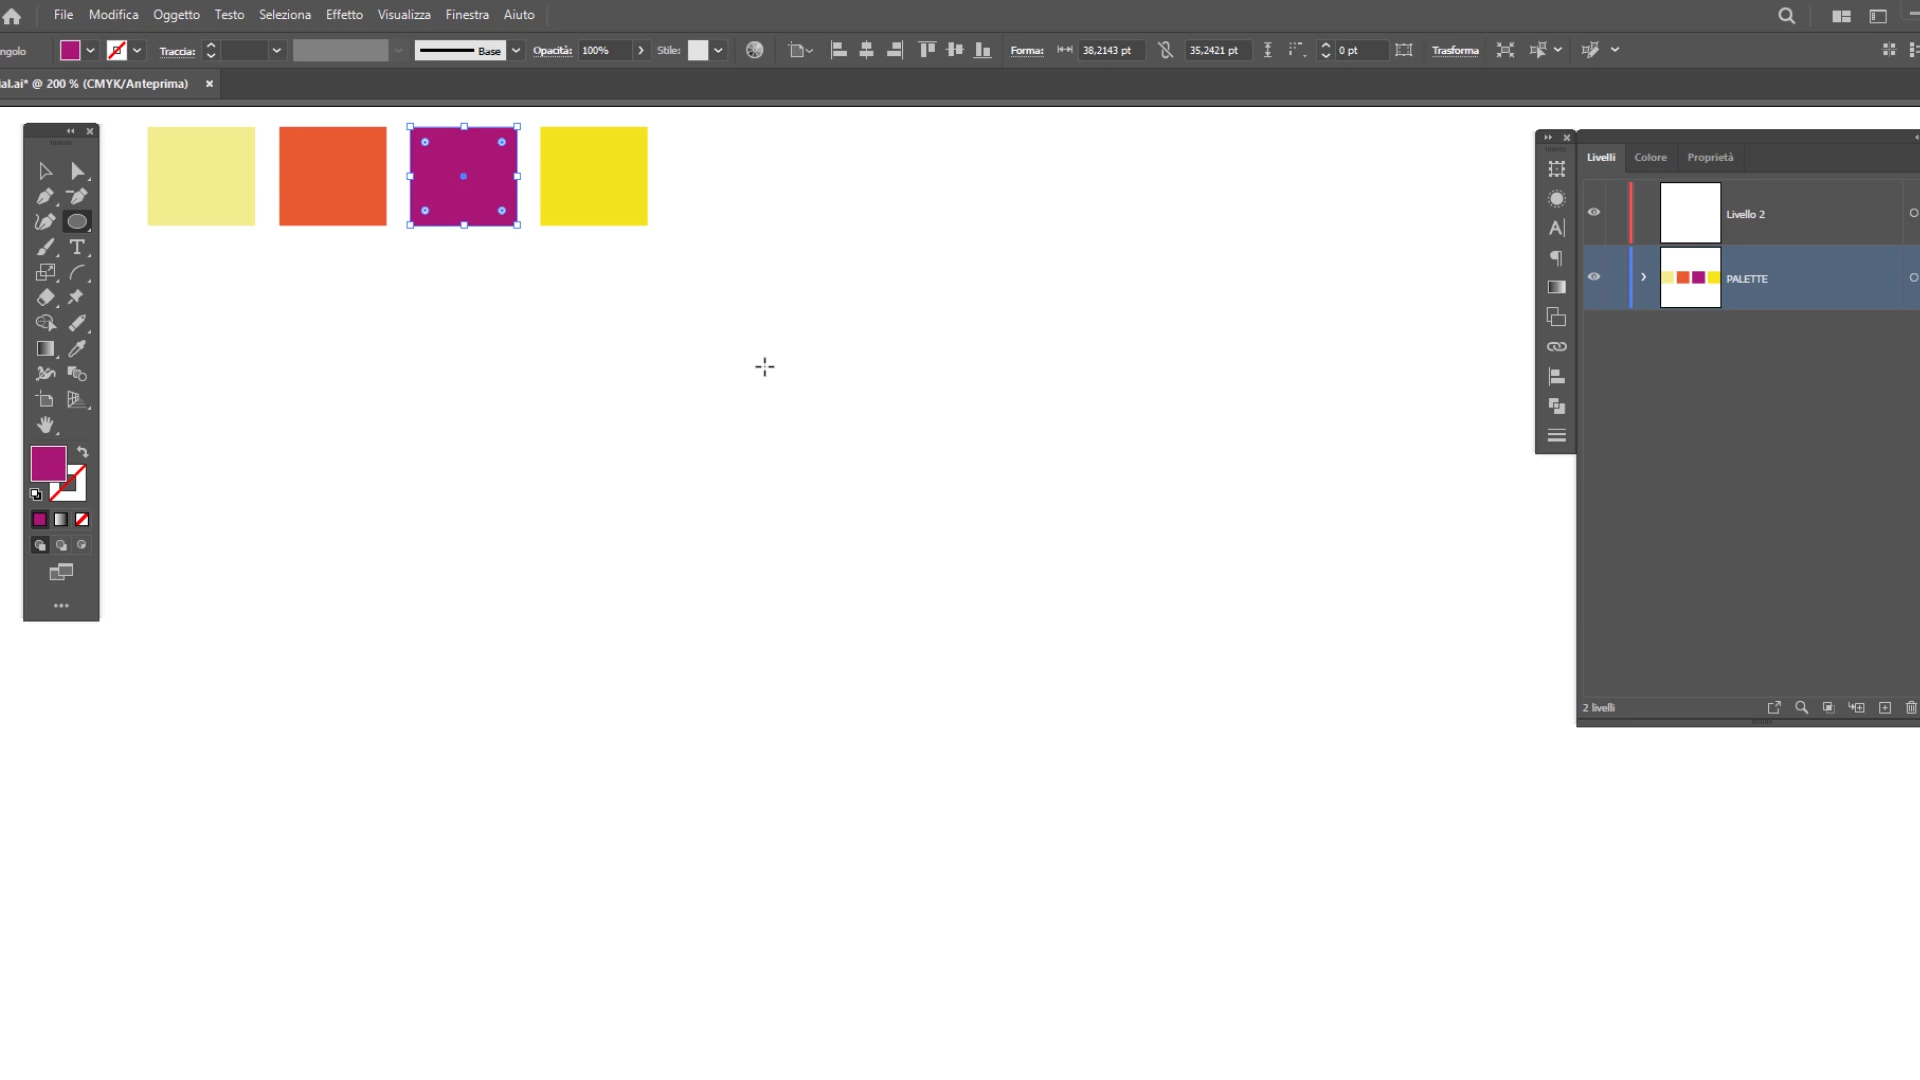 File Modifica Oggetto Testo Seleziona Effetto Visualizza Finestra Aiuto
ngolo Traccia: Base Opacità: 100% Stile: Forma: 38,2143 pt 35,2421 pt 0 pt Trasforma
ial.ai* @ 200 % (CMYK/Anteprima)
Livelli Colore Proprietà
Livello 2
PALETTE
2 livelli